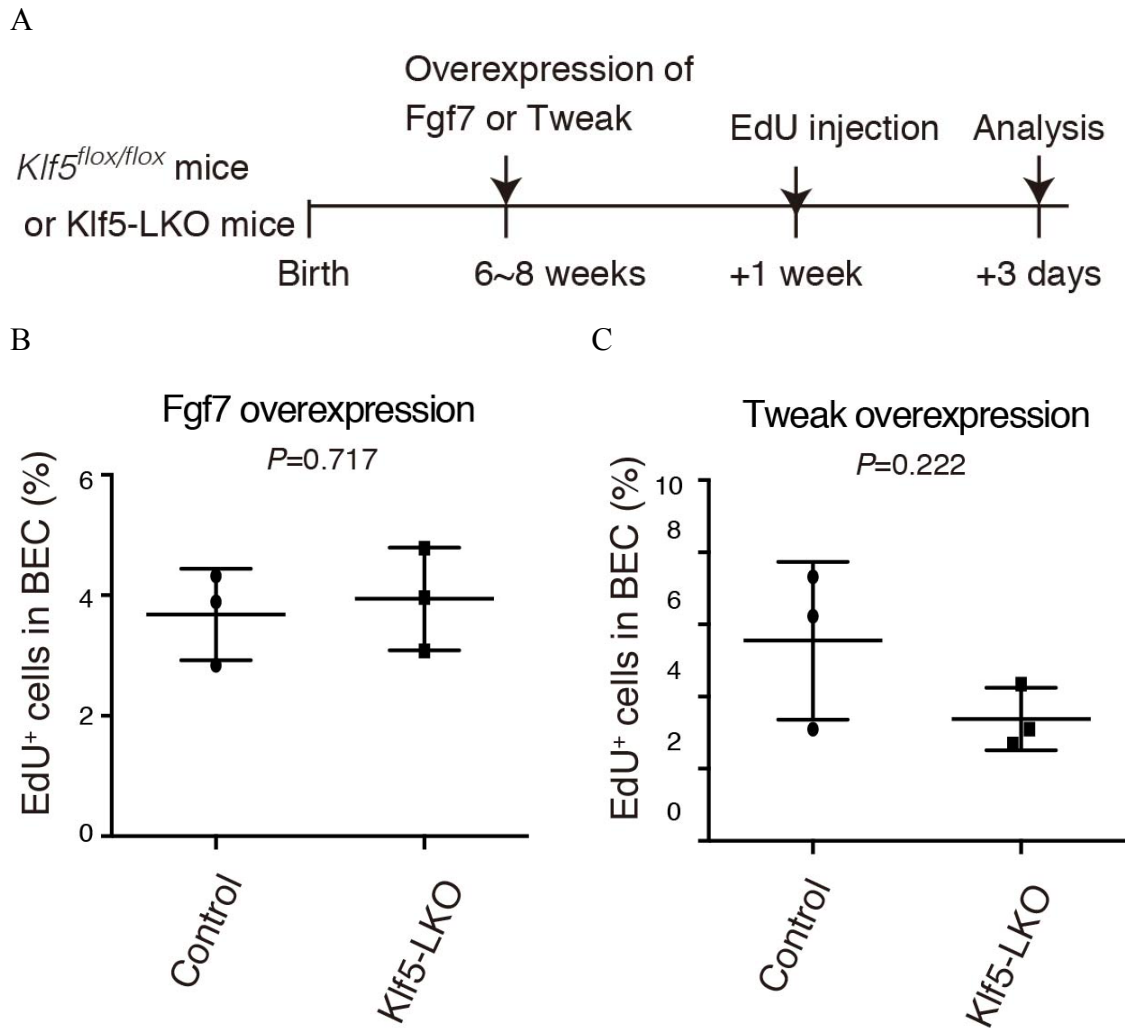 A
Overexpression of
Fgf7 or Tweak
EdU injection
Analysis
Klf5flox/flox mice
or Klf5-LKO mice
Birth
6~8 weeks
+1 week
+3 days
B
Fgf7 overexpression
P=0.717
EdU+ cells in BEC (%)
6
4
2
0
Control
Klf5-LKO
C
Tweak overexpression
P=0.222
EdU+ cells in BEC (%)
10
8
6
4
2
0
Control
Klf5-LKO